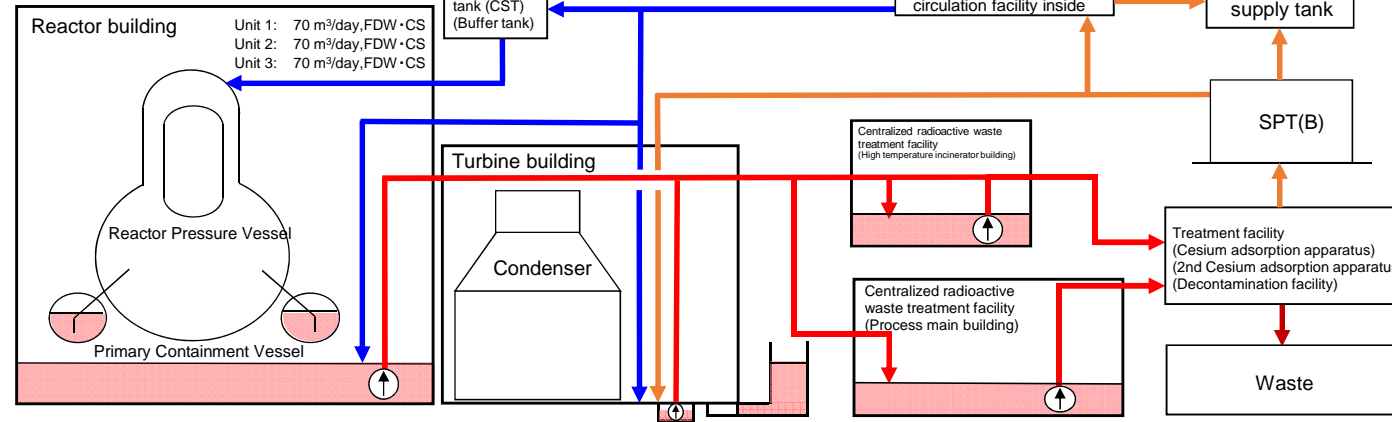 tank (CST)
(Buffer tank)
circulation facility inside
supply tank
Reactor building
Unit 1: 70 m³/day,FDW・CS
Unit 2: 70 m³/day,FDW・CS
Unit 3: 70 m³/day,FDW・CS
SPT(B)
Centralized radioactive waste
treatment facility
(High temperature incinerator building)
Turbine building
Reactor Pressure Vessel
Condenser
Treatment facility
(Cesium adsorption apparatus)
(2nd Cesium adsorption apparatus
(Decontamination facility)
Centralized radioactive
waste treatment facility
(Process main building)
Primary Containment Vessel
Waste